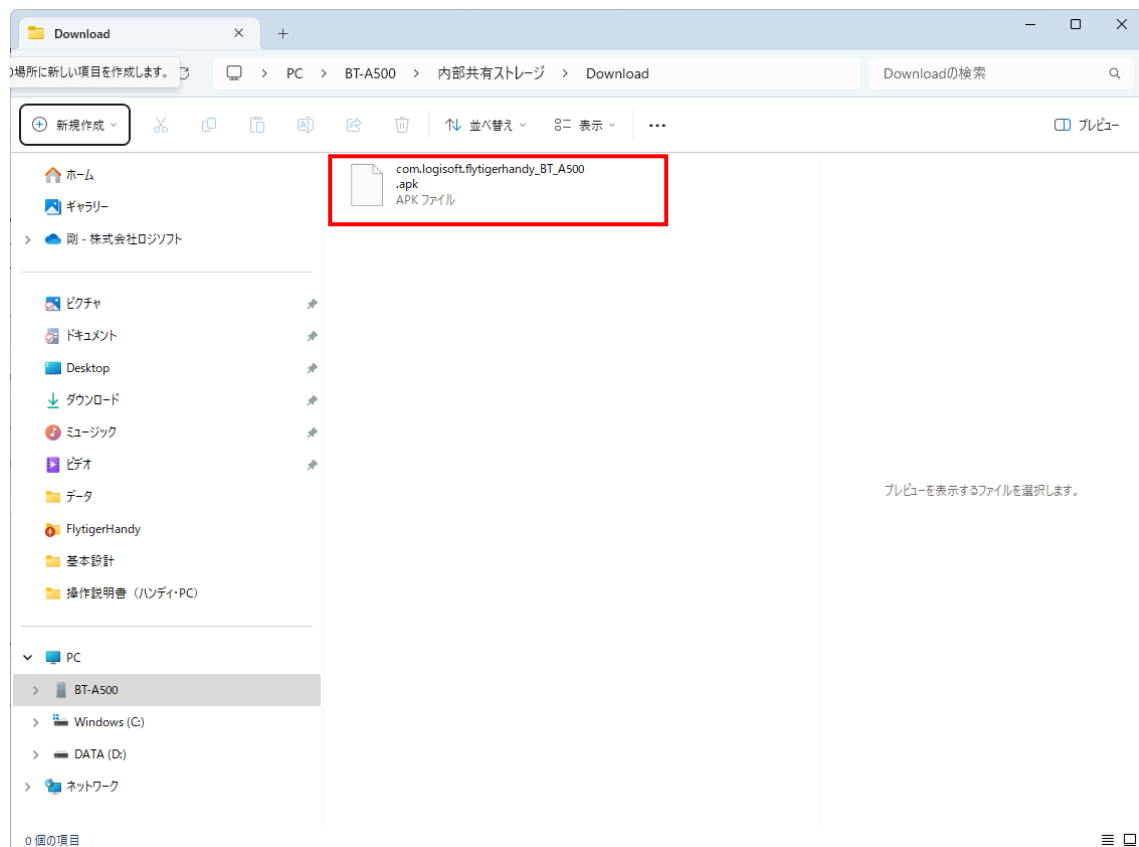 Download
の場所に新しい項目を作成します。
PC > BT-A500 > 内部共有ストレージ > Download
Downloadの検索
新規作成
並べ替え
表示
プレビュー
ホーム
ギャラリー
剛 - 株式会社ロジソフト
ピクチャ
ドキュメント
Desktop
ダウンロード
ミュージック
ビデオ
データ
FlytigerHandy
基本設計
操作説明書（ハンディ・PC）
PC
BT-A500
Windows (C:)
DATA (D:)
ネットワーク
com.logisoft.flytigerhandy_BT_A500
.apk
APK ファイル
プレビューを表示するファイルを選択します。
0 個の項目